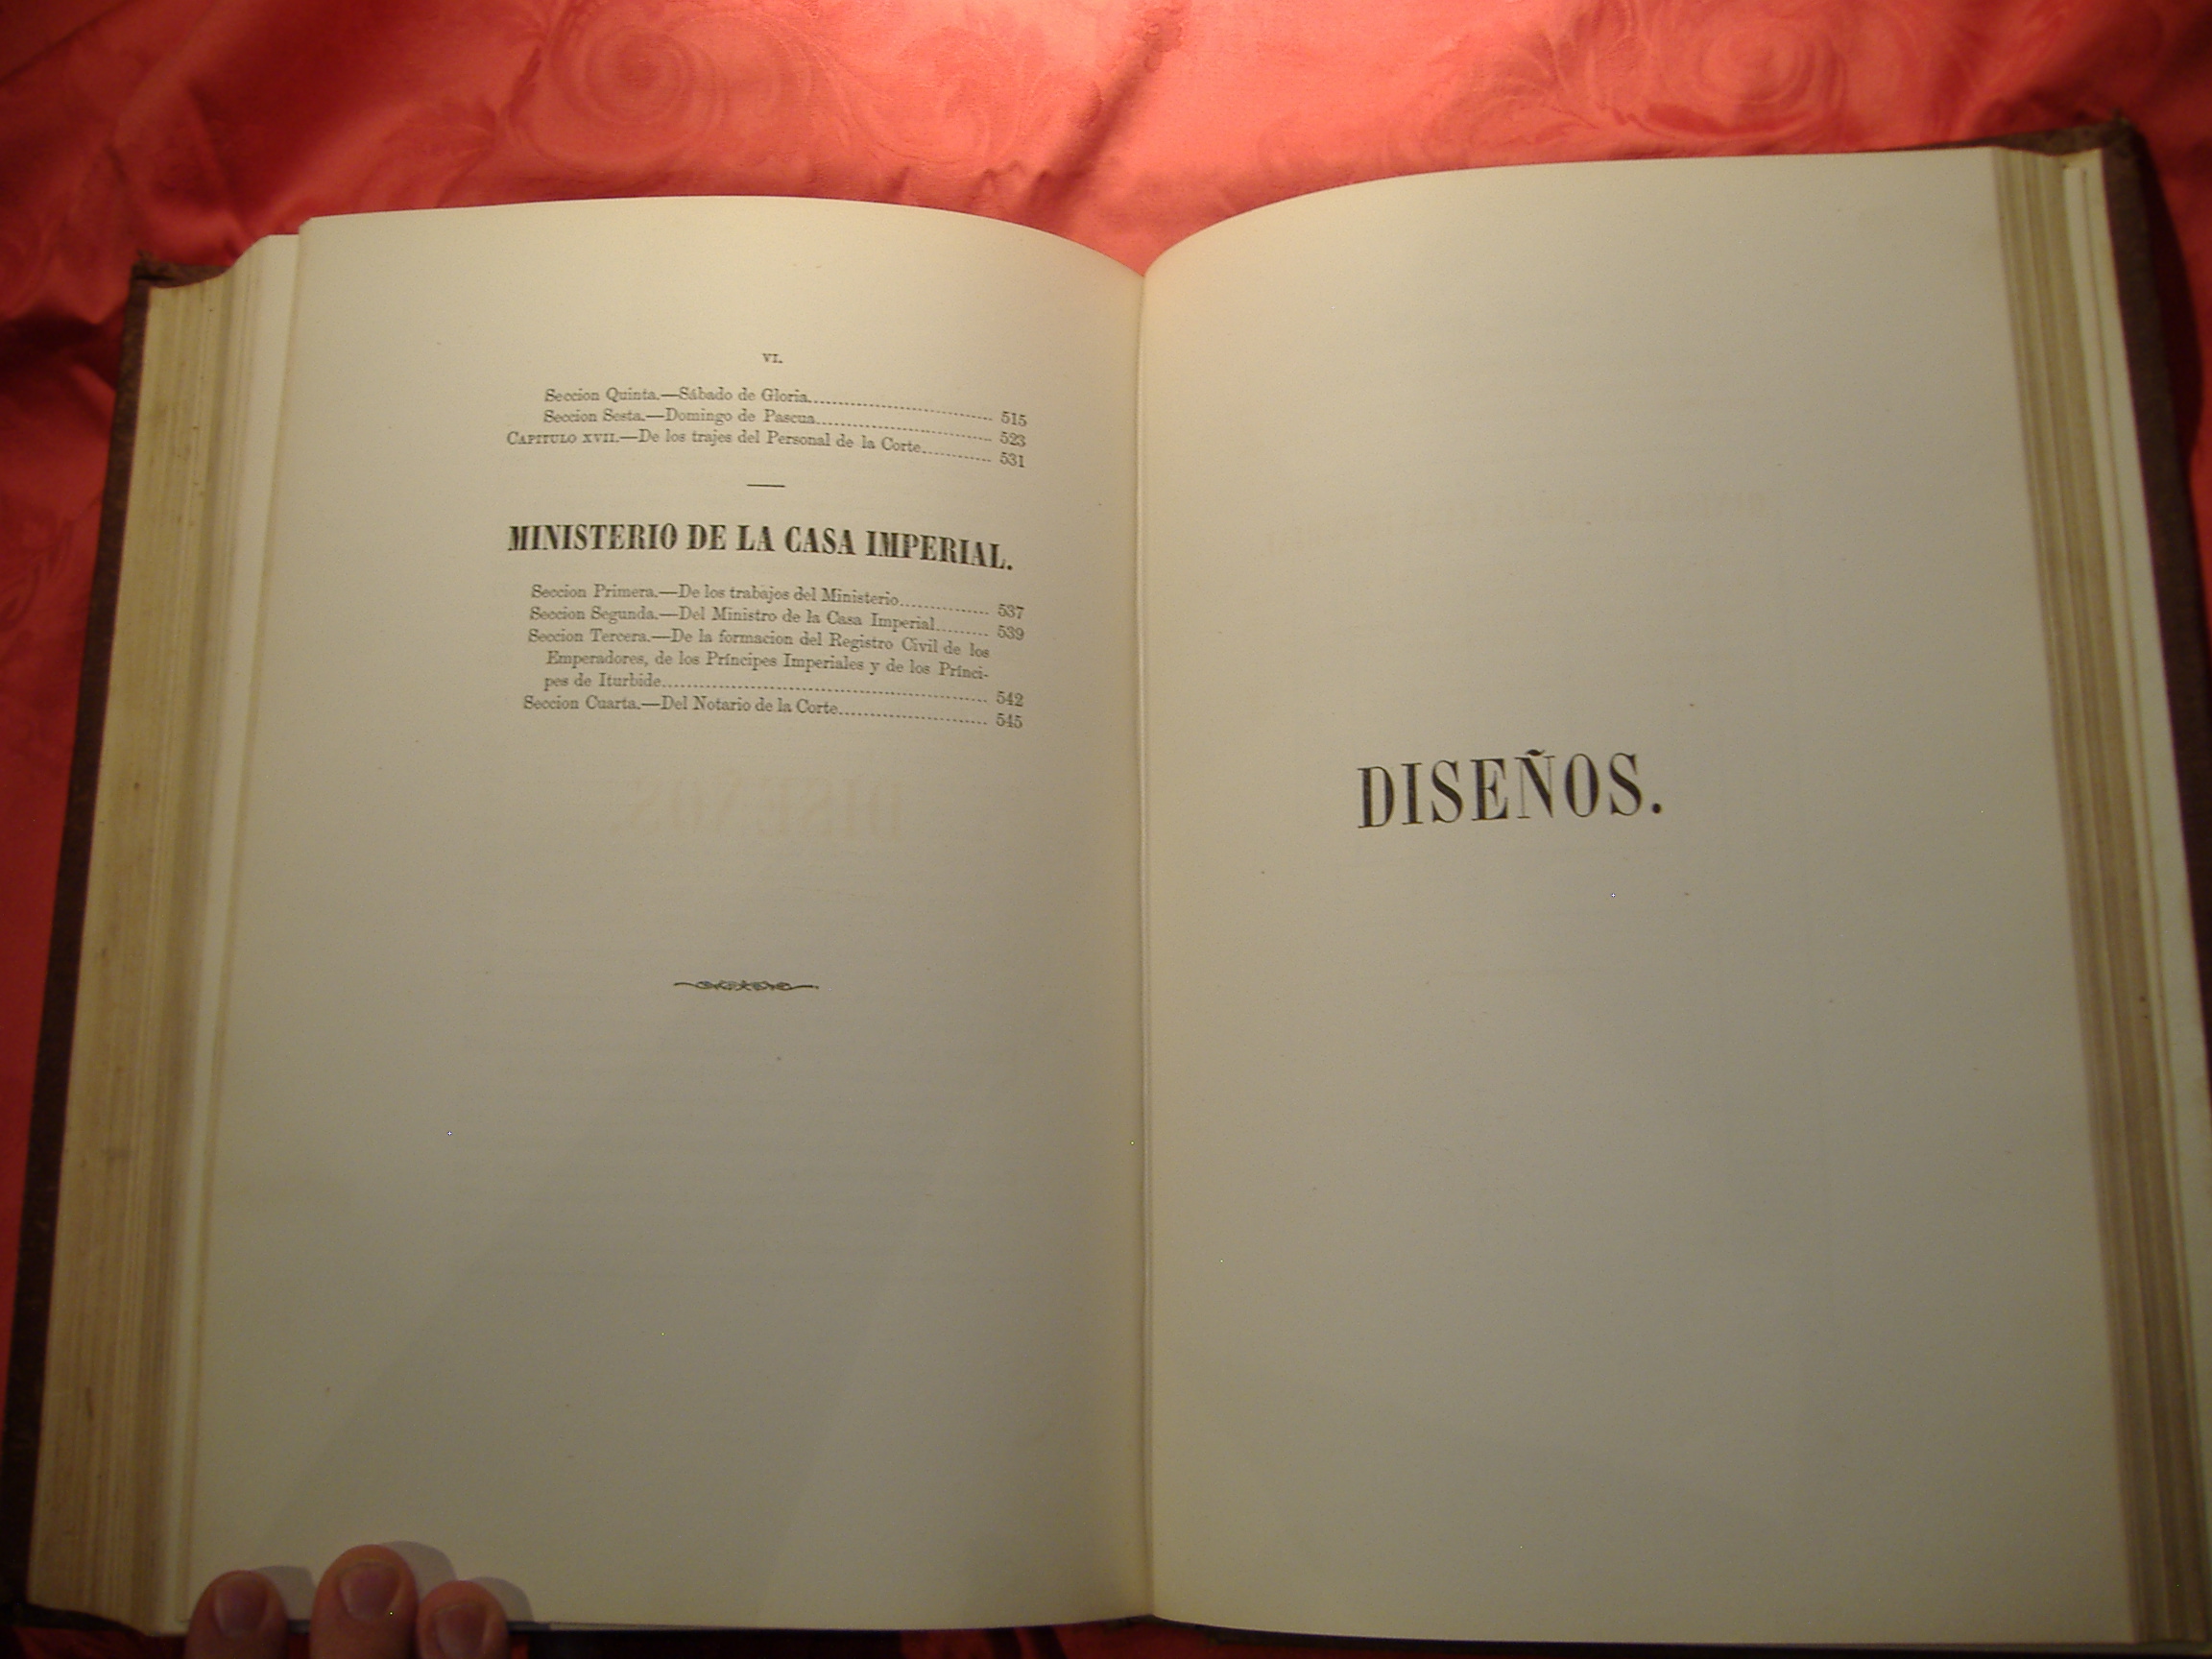 VI.
Seccion Quinta.—Sábado de Gloria........................... 515
Seccion Sesta.—Domingo de Pascua.......................... 523
CAPITULO XVII.—De los trajes del Personal de la Corte........... 531
MINISTERIO DE LA CASA IMPERIAL.
Seccion Primera.—De los trabajos del Ministerio.............. 537
Seccion Segunda.—Del Ministro de la Casa Imperial......... 539
Seccion Tercera.—De la formacion del Registro Civil de los
Emperadores, de los Príncipes Imperiales y de los Prínci-
pes de Iturbide.................................................. 542
Seccion Cuarta.—Del Notario de la Corte...................... 545
DISEÑOS.